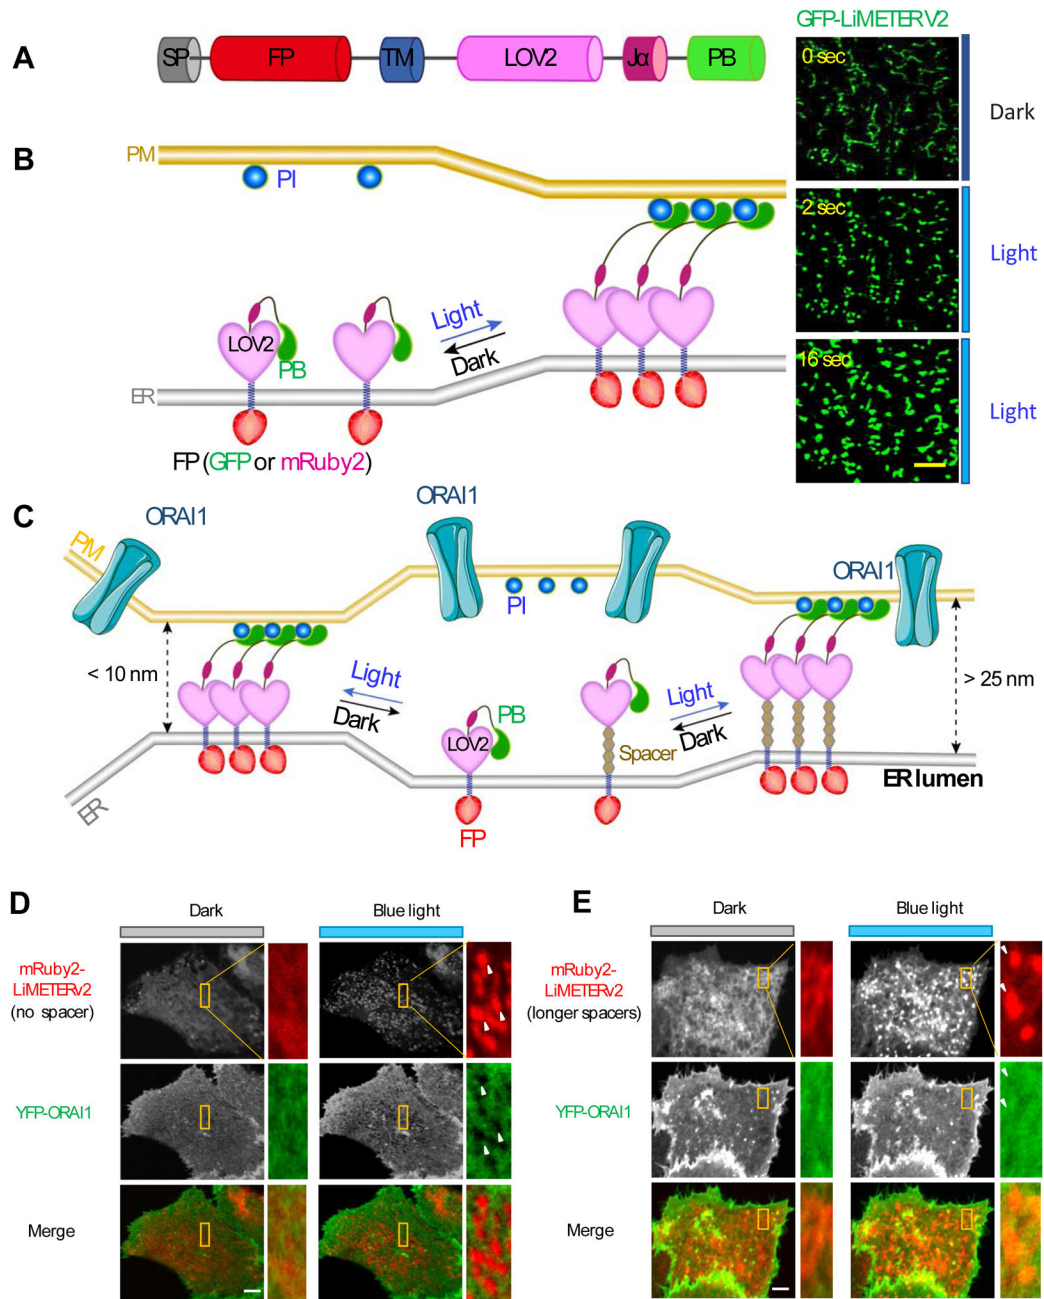 A
SP
FP
TM
LOV2
Jα
PB
GFP-LiMETERV2
0 sec
Dark
2 sec
Light
16 sec
Light
B
PM
PI
LOV2
PB
Light
Dark
ER
FP (GFP or mRuby2)
C
ORAI1
ORAI1
ORAI1
PM
PI
< 10 nm
Light
Dark
PB
LOV2
Spacer
Light
Dark
> 25 nm
ER lumen
ER
FP
D
Dark
Blue light
mRuby2-
LiMETERv2
(no spacer)
YFP-ORAI1
Merge
E
Dark
Blue light
mRuby2-
LiMETERv2
(longer spacers)
YFP-ORAI1
Merge